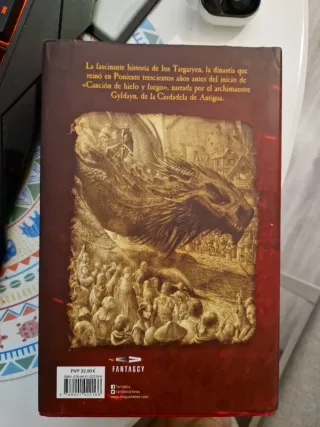 La fascinante historia de los Targaryen, la dinastía que
reinó en Poniente trescientos años antes del inicio de
«Canción de hielo y fuego», narrada por el archimaestre
Gyldayn, de la Ciudadela de Antigua.
FANTASCY
PVP 32,90 €